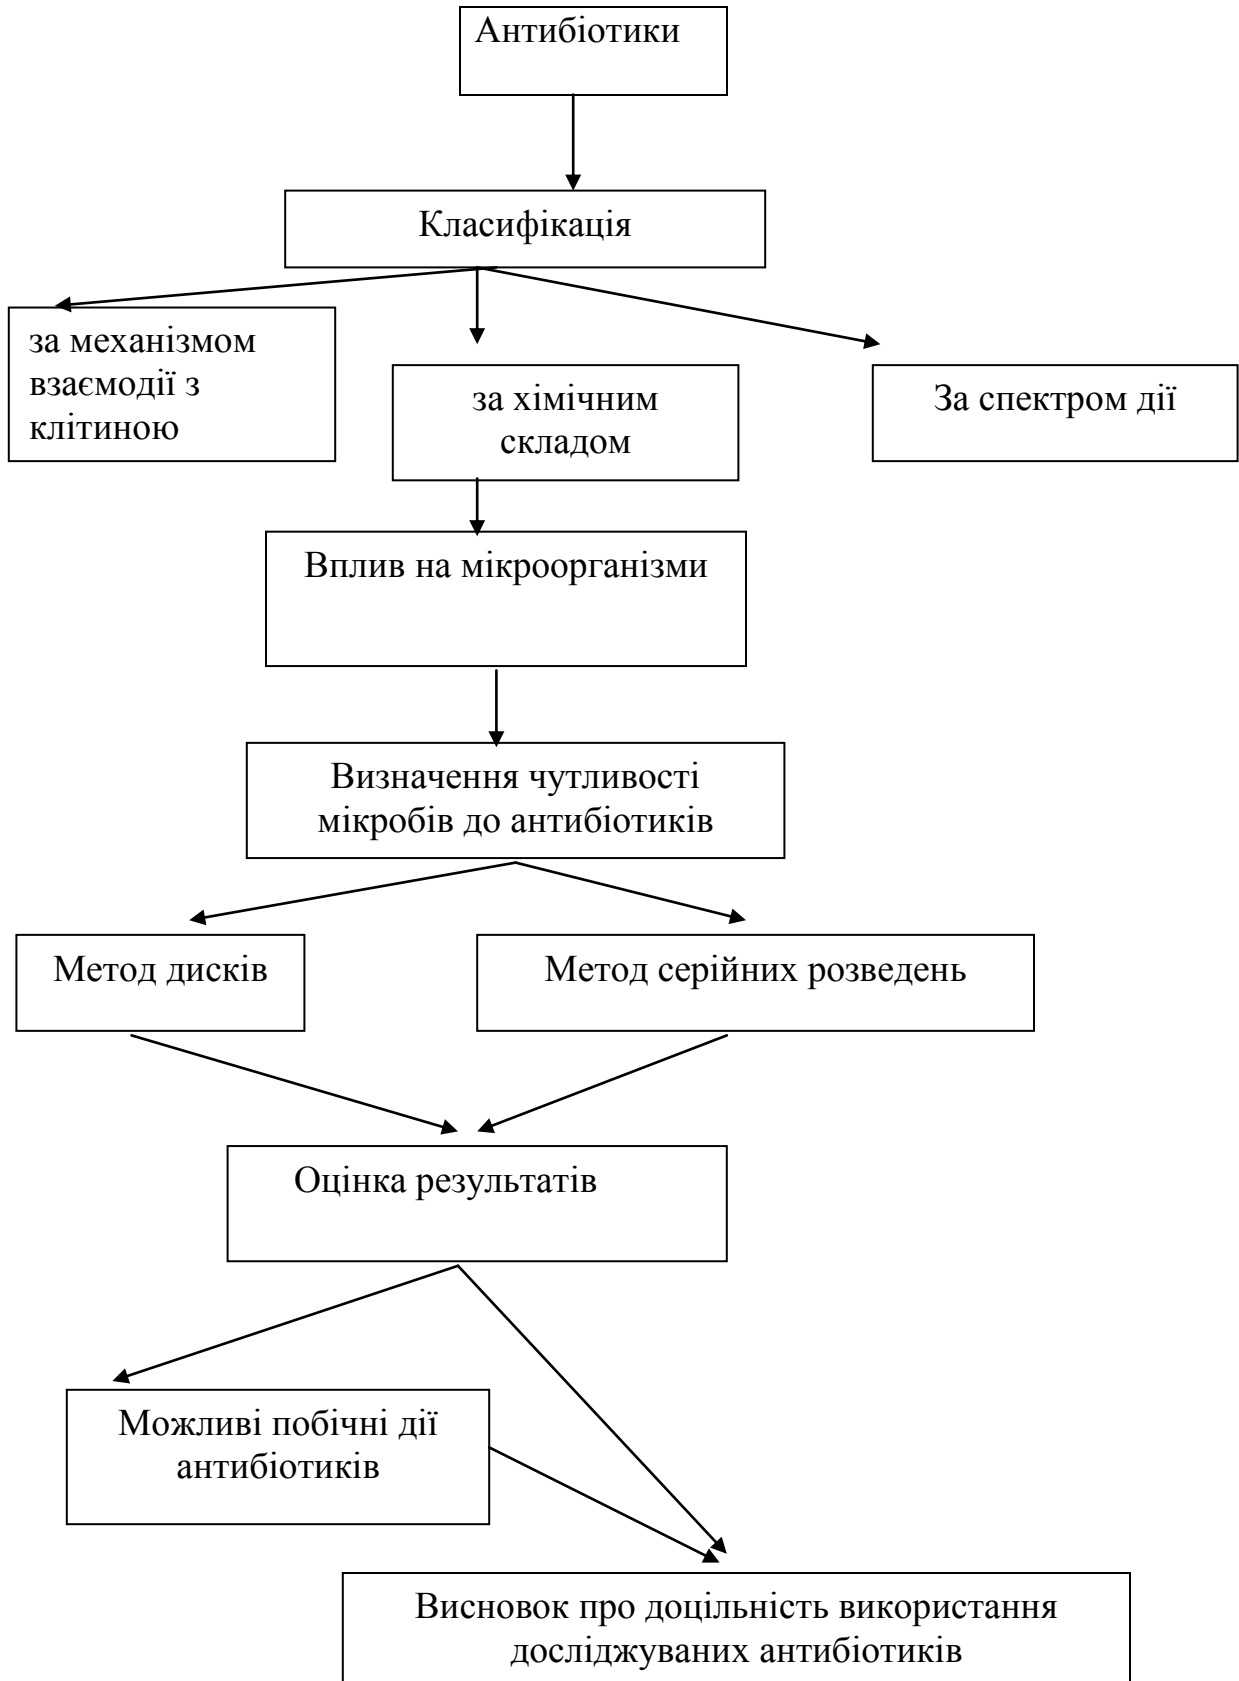 Антибіотики
Класифікація
за механізмом
взаємодії з
клітиною
за хімічним
складом
За спектром дії
Вплив на мікроорганізми
Визначення чутливості
мікробів до антибіотиків
Метод дисків
Метод серійних розведень
Оцінка результатів
Можливі побічні дії
антибіотиків
Висновок про доцільність використання
досліджуваних антибіотиків